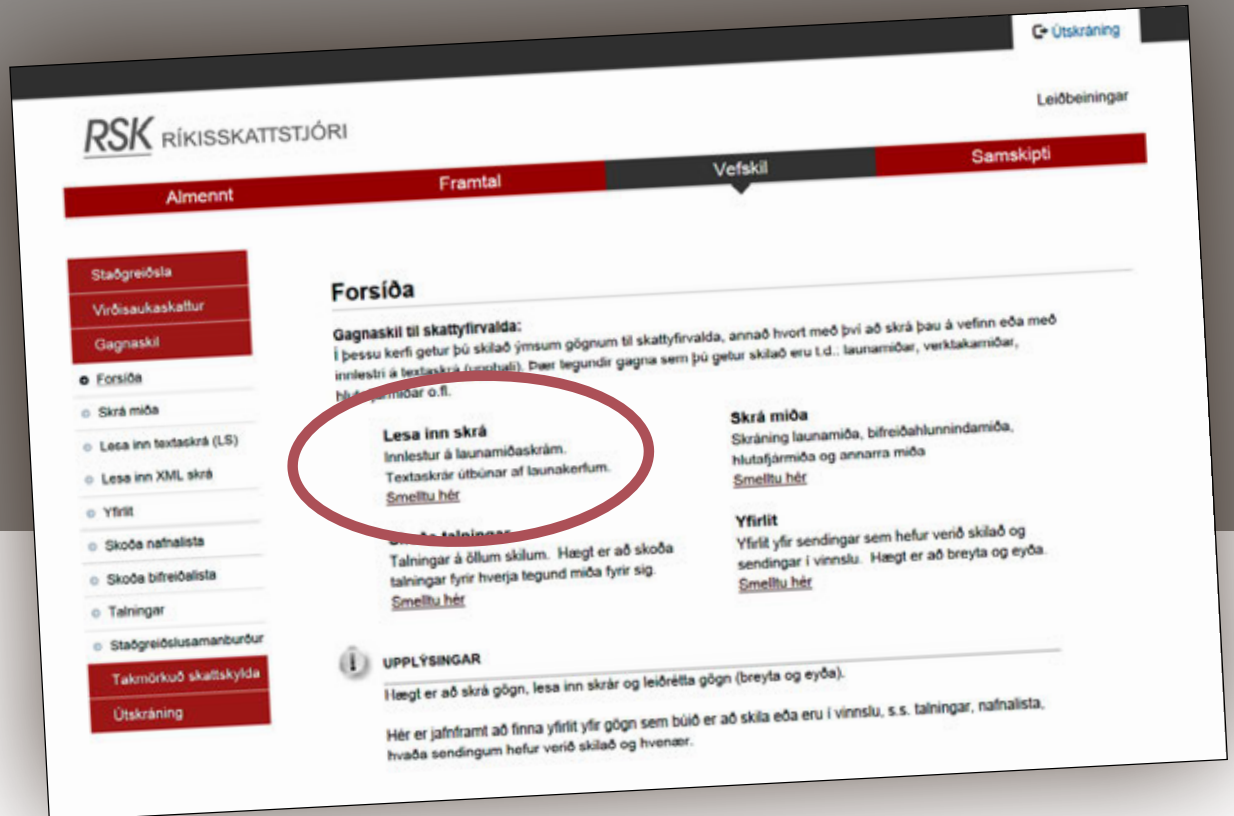 Útskráning
Leiðbeiningar
RSK RÍKISSKATTSTJÓRI
Almennt
Framtal
Vefskil
Samskipti
Staðgreiðsla
Virðisaukaskattur
Gagnaskil
Forsíða
Skrá miða
Lesa inn textaskrá (LS)
Lesa inn XML skrá
Yfirlit
Skoða nafnalista
Skoða bifreiðalista
Talningar
Staðgreiðslusamanburður
Takmörkuð skattskylda
Útskráning
Forsíða
Gagnaskil til skattyfirvalda:
Í þessu kerfi getur þú skilað ýmsum gögnum til skattyfirvalda, annað hvort með því að skrá þau á vefinn eða með
innlestri á textaskrá (upphali). Þær tegundir gagna sem þú getur skilað eru t.d.: launamiðar, verktakamiðar,
hlutafjármiðar o.fl.
Lesa inn skrá
Innlestur á launamiðaskrám.
Textaskrár útbúnar af launakerfum.
Smelltu hér
Skrá miða
Skráning launamiða, bifreiðahlunnindamiða,
hlutafjármiða og annarra miða
Smelltu hér
Skoða talningar
Talningar á öllum skilum. Hægt er að skoða
talningar fyrir hverja tegund miða fyrir sig.
Smelltu hér
Yfirlit
Yfirlit yfir sendingar sem hefur verið skilað og
sendingar í vinnslu. Hægt er að breyta og eyða.
Smelltu hér
UPPLÝSINGAR
Hægt er að skrá gögn, lesa inn skrár og leiðrétta gögn (breyta og eyða).
Hér er jafnframt að finna yfirlit yfir gögn sem búið er að skila eða eru í vinnslu, s.s. talningar, nafnalista,
hvaða sendingum hefur verið skilað og hvenær.